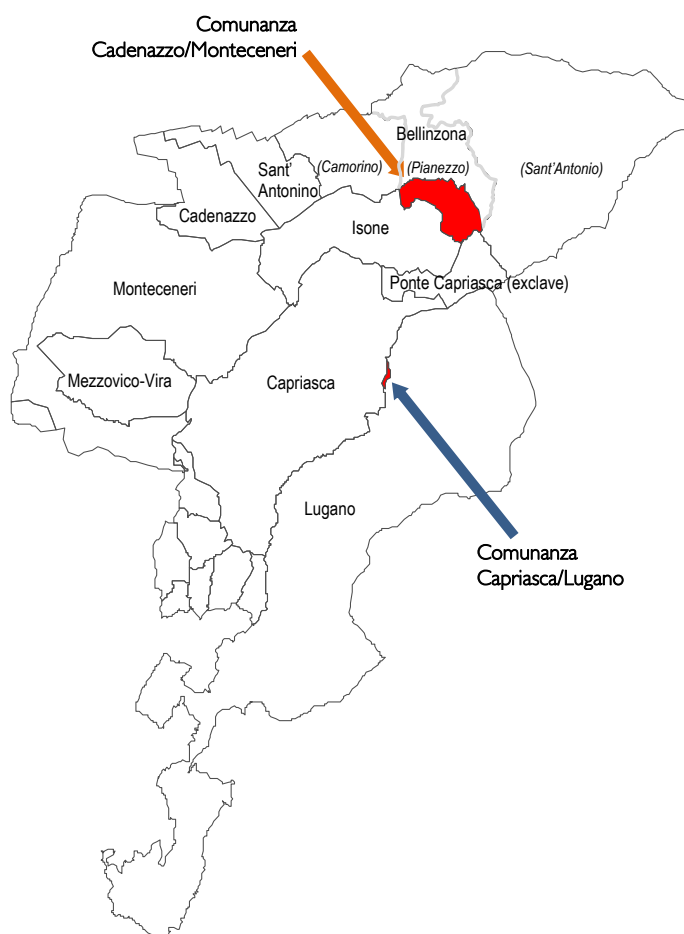 Comunanza
Cadenazzo/Monteceneri
Bellinzona
Sant'
Antonino
(Camorino)
(Pianezzo)
(Sant'Antonio)
Cadenazzo
Isone
Monteceneri
Ponte Capriasca (exclave)
Mezzovico-Vira
Capriasca
Lugano
Comunanza
Capriasca/Lugano